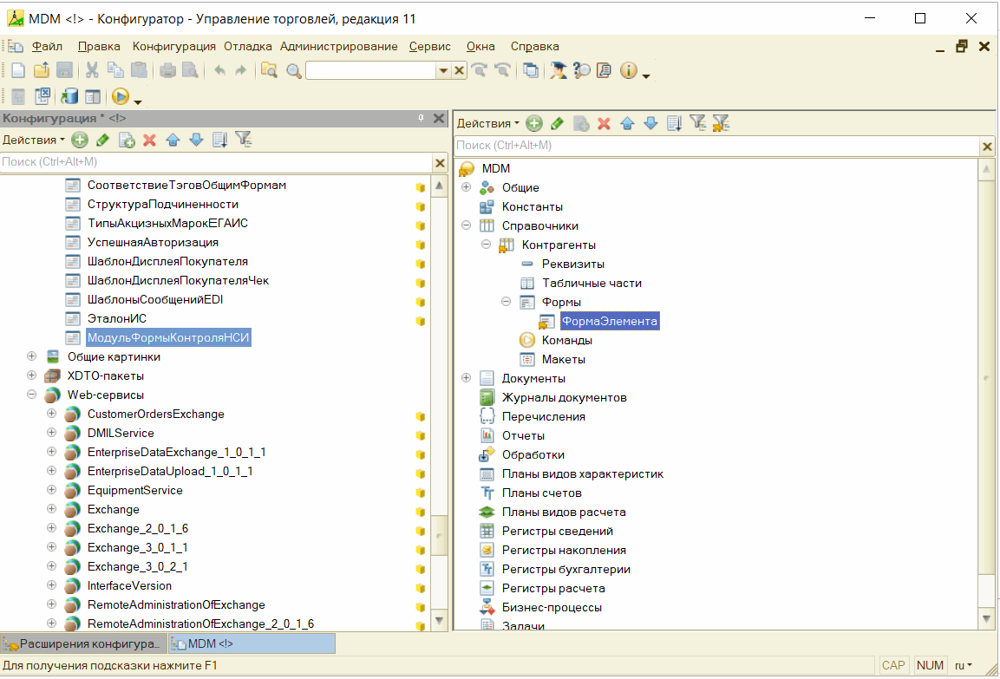 MDM <!> - Конфигуратор - Управление торговлей, редакция 11
Файл Правка Конфигурация Отладка Администрирование Сервис Окна Справка
Конфигурация * <!>
Действия
Поиск (Ctrl+Alt+M)
СоответствиеТэговОбщимФормам
СтруктураПодчиненности
ТипыАкцизныхМарокЕГАИС
УспешнаяАвторизация
ШаблонДисплеяПокупателя
ШаблонДисплеяПокупателяЧек
ШаблоныСообщенийEDI
ЭталонИС
МодульФормыКонтроляНСИ
Общие картинки
XDTO-пакеты
Web-сервисы
CustomerOrdersExchange
DMILService
EnterpriseDataExchange_1_0_1_1
EnterpriseDataUpload_1_0_1_1
EquipmentService
Exchange
Exchange_2_0_1_6
Exchange_3_0_1_1
Exchange_3_0_2_1
InterfaceVersion
RemoteAdministrationOfExchange
RemoteAdministrationOfExchange_2_0_1_6
Действия
Поиск (Ctrl+Alt+M)
MDM
Общие
Константы
Справочники
Контрагенты
Реквизиты
Табличные части
Формы
ФормаЭлемента
Команды
Макеты
Документы
Журналы документов
Перечисления
Отчеты
Обработки
Планы видов характеристик
Планы счетов
Планы видов расчета
Регистры сведений
Регистры накопления
Регистры бухгалтерии
Регистры расчета
Бизнес-процессы
Задачи
Расширения конфигура... MDM <!>
Для получения подсказки нажмите F1 CAP NUM ru